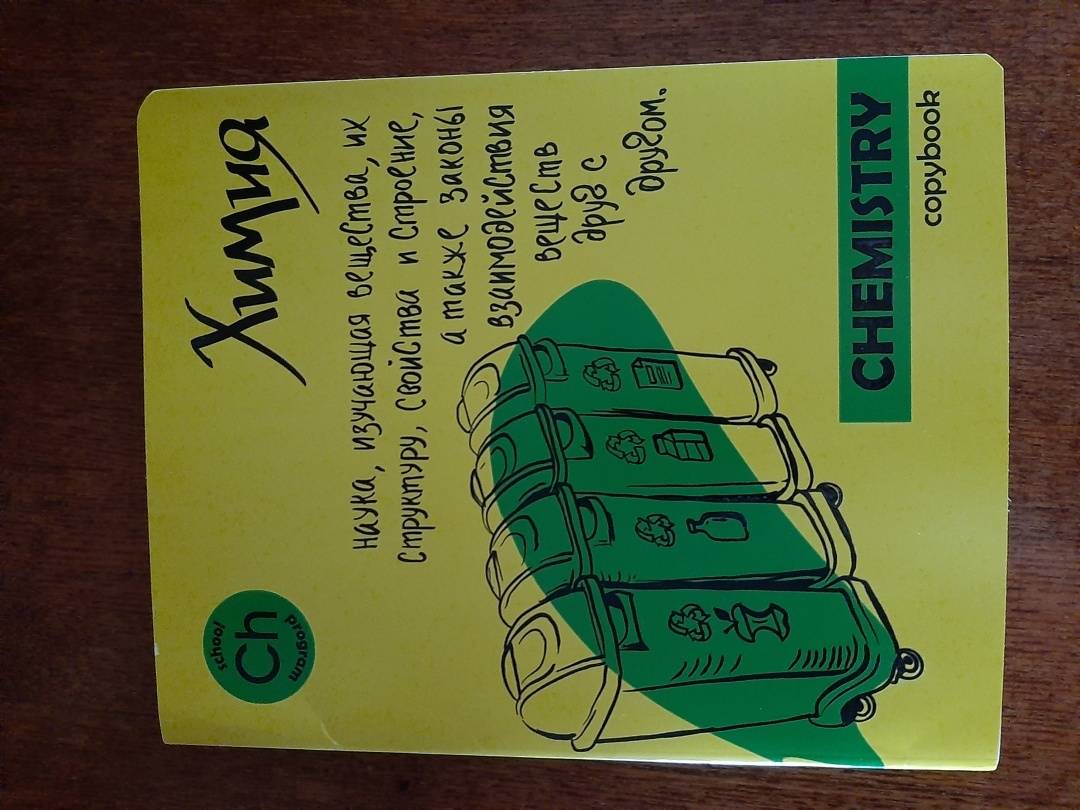 school
Ch
program
Химия
наука, изучающая вещества, их
структуру, свойства и строение,
а также законы
взаимодействия
веществ
друг с
другом.
CHEMISTRY
copybook